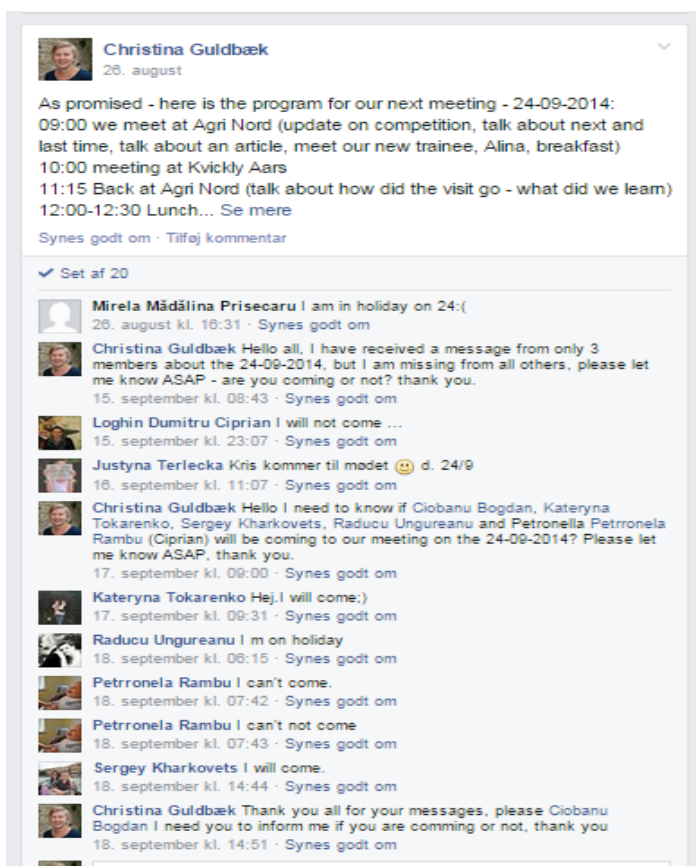 Christina Guldbæk
26. august
As promised - here is the program for our next meeting - 24-09-2014:
09:00 we meet at Agri Nord (update on competition, talk about next and
last time, talk about an article, meet our new trainee, Alina, breakfast)
10:00 meeting at Kvickly Aars
11:15 Back at Agri Nord (talk about how did the visit go - what did we learn)
12:00-12:30 Lunch... Se mere
Synes godt om · Tilføj kommentar
Set af 20
Mirela Mădălina Prisecaru I am in holiday on 24:(
26. august kl. 16:31 · Synes godt om
Christina Guldbæk Hello all, I have received a message from only 3
members about the 24-09-2014, but I am missing from all others, please let
me know ASAP - are you coming or not? thank you.
15. september kl. 08:43 · Synes godt om
Loghin Dumitru Ciprian I will not come ...
15. september kl. 23:07 · Synes godt om
Justyna Terlecka Kris kommer til mødet 🙂 d. 24/9
16. september kl. 11:07 · Synes godt om
Christina Guldbæk Hello I need to know if Ciobanu Bogdan, Kateryna
Tokarenko, Sergey Kharkovets, Raducu Ungureanu and Petronella Petrronela
Rambu (Ciprian) will be coming to our meeting on the 24-09-2014? Please let
me know ASAP, thank you.
17. september kl. 09:00 · Synes godt om
Kateryna Tokarenko Hej.I will come;)
17. september kl. 09:31 · Synes godt om
Raducu Ungureanu I m on holiday
18. september kl. 06:15 · Synes godt om
Petrronela Rambu I can't come.
18. september kl. 07:42 · Synes godt om
Petrronela Rambu I can't not come
18. september kl. 07:43 · Synes godt om
Sergey Kharkovets I will come.
18. september kl. 14:44 · Synes godt om
Christina Guldbæk Thank you all for your messages, please Ciobanu
Bogdan I need you to inform me if you are comming or not, thank you
18. september kl. 14:51 · Synes godt om